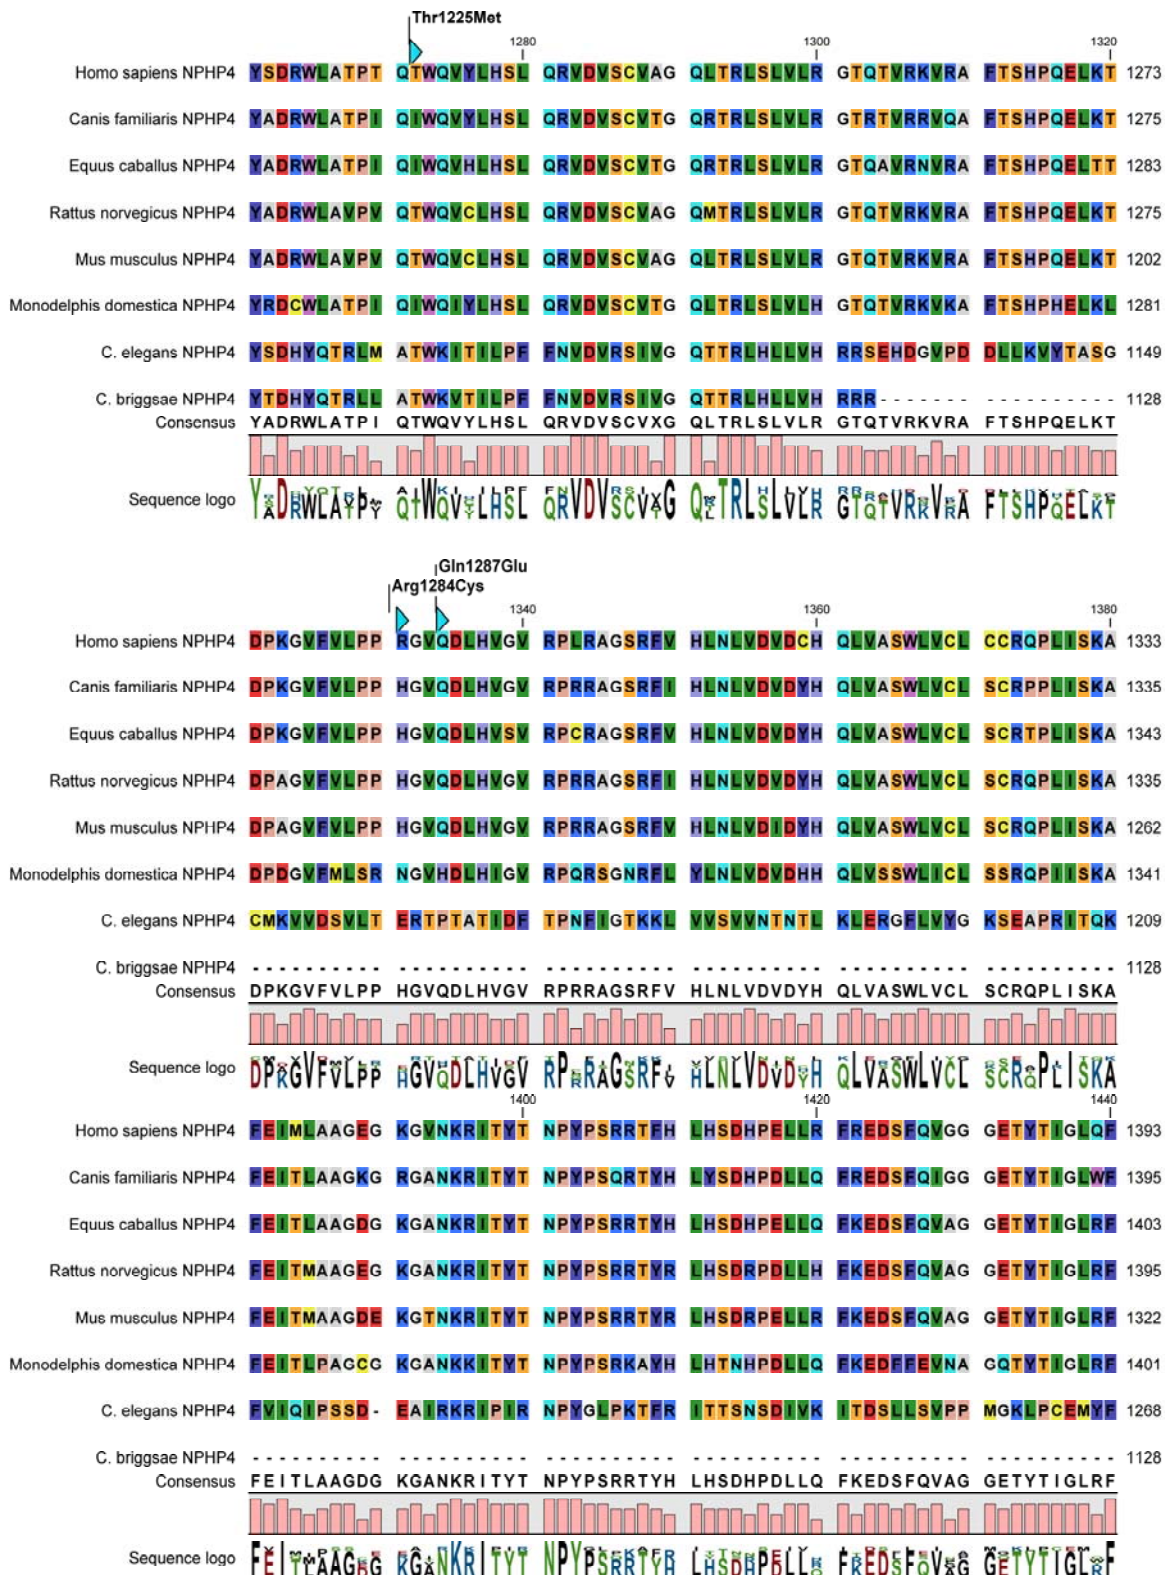 Thr1225Met
1280 1300 1320
Homo sapiens NPHP4 YSDRWLATPT QTWQVYLHSL QRVDVSCVAG QLTRLSLVLR GTQTVRKVRA FTSHPQELKT 1273
Canis familiaris NPHP4 YADRWLATPI QIWQVYLHSL QRVDVSCVTG QRTRLSLVLR GTRTVRRVQA FTSHPQELKT 1275
Equus caballus NPHP4 YADRWLATPI QIWQVHLHSL QRVDVSCVTG QRTRLSLVLR GTQAVRNVRA FTSHPQELTT 1283
Rattus norvegicus NPHP4 YADRWLAVPV QTWQVCLHSL QRVDVSCVAG QMTRLSLVLR GTQTVRKVRA FTSHPQELKT 1275
Mus musculus NPHP4 YADRWLAVPV QTWQVCLHSL QRVDVSCVAG QLTRLSLVLR GTQTVRKVRA FTSHPQELKT 1202
Monodelphis domestica NPHP4 YRDCWLATPI QIWQIYLHSL QRVDVSCVTG QLTRLSLVLH GTQTVRKVKA FTSHPHELKL 1281
C. elegans NPHP4 YSDHYQTRLM ATWKITILPF FNVDVRSIVG QTTRLHLLVH RRSEHDGVPD DLLKVYTASG 1149
C. briggsae NPHP4 YTDHYQTRLL ATWKVTILPF FNVDVRSIVG QTTRLHLLVH RRR------- ---------- 1128
Consensus YADRWLATPI QTWQVYLHSL QRVDVSCVXG QLTRLSLVLR GTQTVRKVRA FTSHPQELKT
Sequence logo
Gln1287Glu
Arg1284Cys
1340 1360 1380
Homo sapiens NPHP4 DPKGVFVLPP RGVQDLHVGV RPLRAGSRFV HLNLVDVDCH QLVASWLVCL CCRQPLISKA 1333
Canis familiaris NPHP4 DPKGVFVLPP HGVQDLHVGV RPRRAGSRFI HLNLVDVDYH QLVASWLVCL SCRPPLISKA 1335
Equus caballus NPHP4 DPKGVFVLPP HGVQDLHVSV RPCRAGSRFV HLNLVDVDYH QLVASWLVCL SCRTPLISKA 1343
Rattus norvegicus NPHP4 DPAGVFVLPP HGVQDLHVGV RPRRAGSRFI HLNLVDVDYH QLVASWLVCL SCRQPLISKA 1335
Mus musculus NPHP4 DPAGVFVLPP HGVQDLHVGV RPRRAGSRFV HLNLVDIDYH QLVASWLVCL SCRQPLISKA 1262
Monodelphis domestica NPHP4 DPDGVFMLSR NGVHDLHIGV RPQRSGNRFL YLNLVDVDHH QLVSSWLICL SSRQPIISKA 1341
C. elegans NPHP4 CMKVVDSVLT ERTPTATIDF TPNFIGTKKL VVSVVNTNTL KLERGFLVYG KSEAPRITQK 1209
C. briggsae NPHP4 ---------- ---------- ---------- ---------- ---------- ---------- 1128
Consensus DPKGVFVLPP HGVQDLHVGV RPRRAGSRFV HLNLVDVDYH QLVASWLVCL SCRQPLISKA
Sequence logo
1400 1420 1440
Homo sapiens NPHP4 FEIMLAAGEG KGVNKRITYT NPYPSRRTFH LHSDHPELLR FREDSFQVGG GETYTIGLQF 1393
Canis familiaris NPHP4 FEITLAAGKG RGANKRITYT NPYPSQRTYH LYSDHPDLLQ FREDSFQIGG GETYTIGLWF 1395
Equus caballus NPHP4 FEITLAAGDG KGANKRITYT NPYPSRRTYH LHSDHPELLQ FKEDSFQVAG GETYTIGLRF 1403
Rattus norvegicus NPHP4 FEITMAAGEG KGANKRITYT NPYPSRRTYR LHSDRPDLLH FKEDSFQVAG GETYTIGLRF 1395
Mus musculus NPHP4 FEITMAAGDE KGTNKRITYT NPYPSRRTYR LHSDRPELLR FKEDSFQVAG GETYTIGLRF 1322
Monodelphis domestica NPHP4 FEITLPAGCG KGANKKITYT NPYPSRKAYH LHTNHPDLLQ FKEDFFEVNA GQTYTIGLRF 1401
C. elegans NPHP4 FVIQIPSSD- EAIRKRIPIR NPYGLPKTFR ITTSNSDIVK ITDSLLSVPP MGKLPCEMYF 1268
C. briggsae NPHP4 ---------- ---------- ---------- ---------- ---------- ---------- 1128
Consensus FEITLAAGDG KGANKRITYT NPYPSRRTYH LHSDHPDLLQ FKEDSFQVAG GETYTIGLRF
Sequence logo